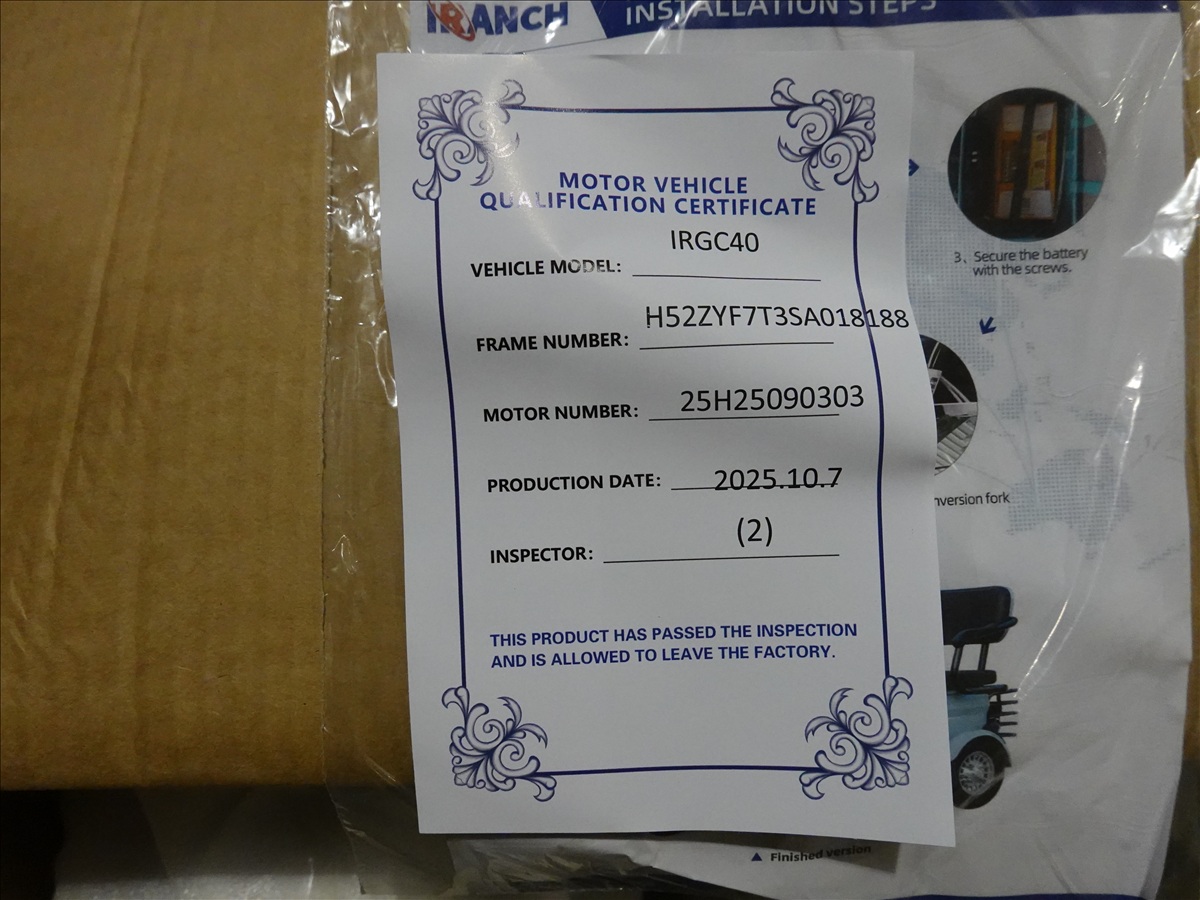 IRANCH
INSTALLATION STEPS
MOTOR VEHICLE
QUALIFICATION CERTIFICATE
VEHICLE MODEL: IRGC40
FRAME NUMBER: H52ZYF7T3SA018188
MOTOR NUMBER: 25H25090303
PRODUCTION DATE: 2025.10.7
INSPECTOR: (2)
THIS PRODUCT HAS PASSED THE INSPECTION
AND IS ALLOWED TO LEAVE THE FACTORY.
3、Secure the battery
with the screws.
nversion fork
▲ Finished version